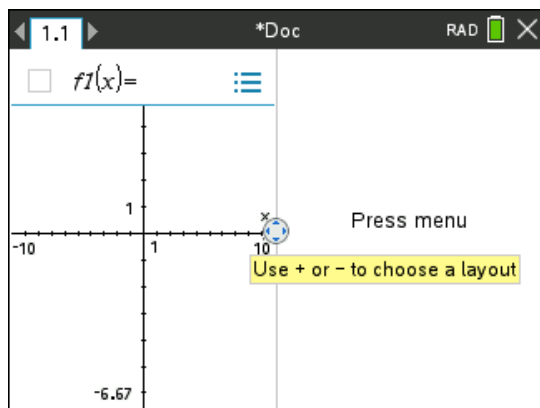 1.1
*Doc
RAD
f1(x)=
1
x
-10
1
10
Press menu
Use + or - to choose a layout
-6.67